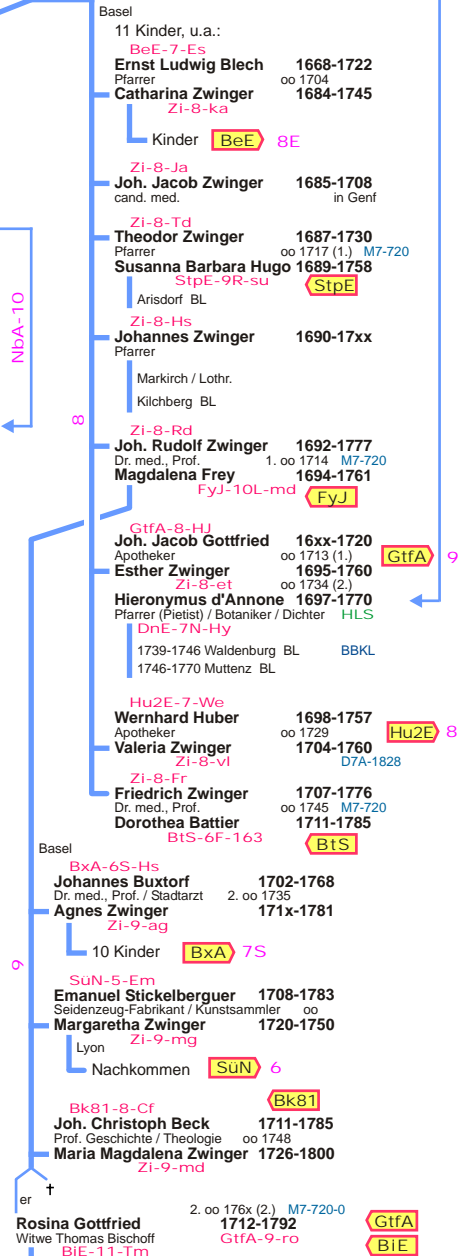 Basel
11 Kinder, u.a.:
BeE-7-Es
Ernst Ludwig Blech 1668-1722
Pfarrer oo 1704
Catharina Zwinger 1684-1745
Zi-8-ka
Kinder BeE 8E
Zi-8-Ja
Joh. Jacob Zwinger 1685-1708
cand. med. in Genf
Zi-8-Td
Theodor Zwinger 1687-1730
Pfarrer oo 1717 (1.) M7-720
Susanna Barbara Hugo 1689-1758
StpE-9R-su StpE
Arisdorf BL
NbA-10
Zi-8-Hs
Johannes Zwinger 1690-17xx
Pfarrer
Markirch / Lothr.
Kilchberg BL
8
Zi-8-Rd
Joh. Rudolf Zwinger 1692-1777
Dr. med., Prof. 1. oo 1714 M7-720
Magdalena Frey 1694-1761
FyJ-10L-md FyJ
GtfA-8-HJ
Joh. Jacob Gottfried 16xx-1720
Apotheker oo 1713 (1.) GtfA 9
Esther Zwinger 1695-1760
Zi-8-et oo 1734 (2.)
Hieronymus d'Annone 1697-1770
Pfarrer (Pietist) / Botaniker / Dichter HLS
DnE-7N-Hy
1739-1746 Waldenburg BL BBKL
1746-1770 Muttenz BL
Hu2E-7-We
Wernhard Huber 1698-1757
Apotheker oo 1729 Hu2E 8
Valeria Zwinger 1704-1760
Zi-8-vl D7A-1828
Zi-8-Fr
Friedrich Zwinger 1707-1776
Dr. med., Prof. oo 1745 M7-720
Dorothea Battier 1711-1785
BtS-6F-163 BtS
Basel
BxA-6S-Hs
Johannes Buxtorf 1702-1768
Dr. med., Prof. / Stadtarzt 2. oo 1735
Agnes Zwinger 171x-1781
Zi-9-ag
10 Kinder BxA 7S
9
SüN-5-Em
Emanuel Stickelberguer 1708-1783
Seidenzeug-Fabrikant / Kunstsammler oo
Margaretha Zwinger 1720-1750
Zi-9-mg
Lyon
Nachkommen SüN 6
Bk81
Bk81-8-Cf
Joh. Christoph Beck 1711-1785
Prof. Geschichte / Theologie oo 1748
Maria Magdalena Zwinger 1726-1800
Zi-9-md
er †
2. oo 176x (2.) M7-720-0
Rosina Gottfried 1712-1792 GtfA
Witwe Thomas Bischoff GtfA-9-ro
BiE-11-Tm BiE